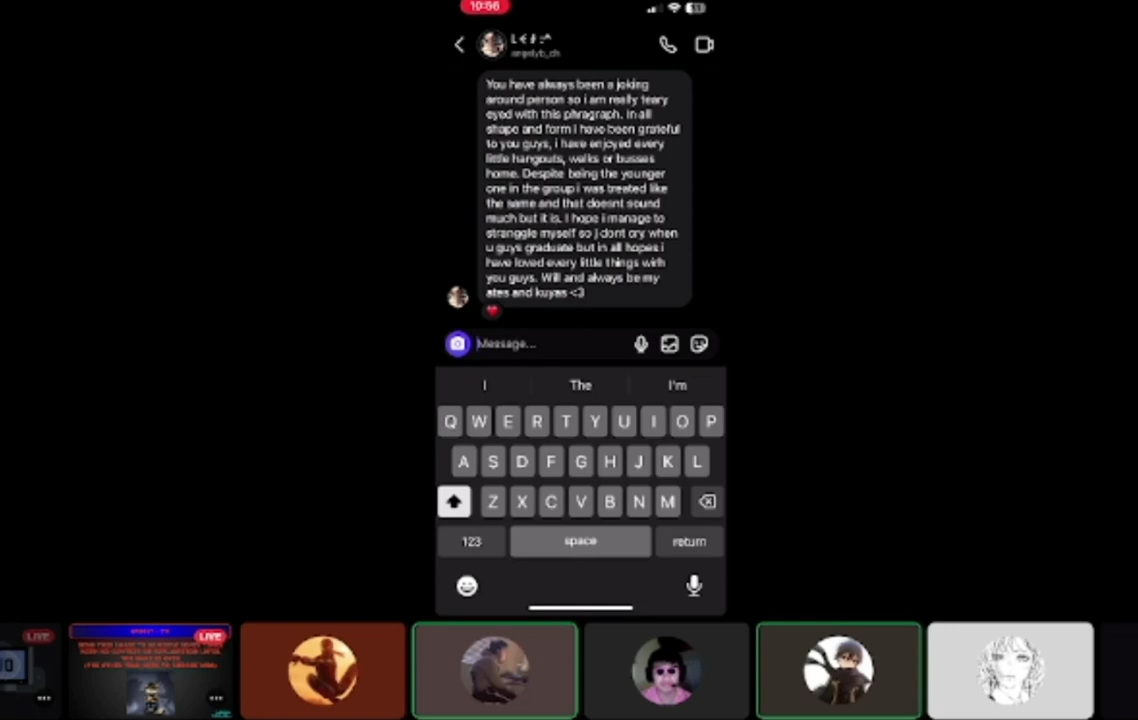 10:56
You have always been a joking
around person so i am really teary
eyed with this phragraph. In all
shape and form i have been grateful
to you guys, i have enjoyed every
little hangouts, walks or busses
home. Despite being the younger
one in the group i was treated like
the same and that doesnt sound
much but it is. I hope i manage to
stranggle myself so j dont cry when
u guys graduate but in all hopes i
have loved every little things with
you guys. Will and always be my
ates and kuyas <3
Message...
I The I'm
Q W E R T Y U I O P
A S D F G H J K L
Z X C V B N M
123 space return
LIVE LIVE